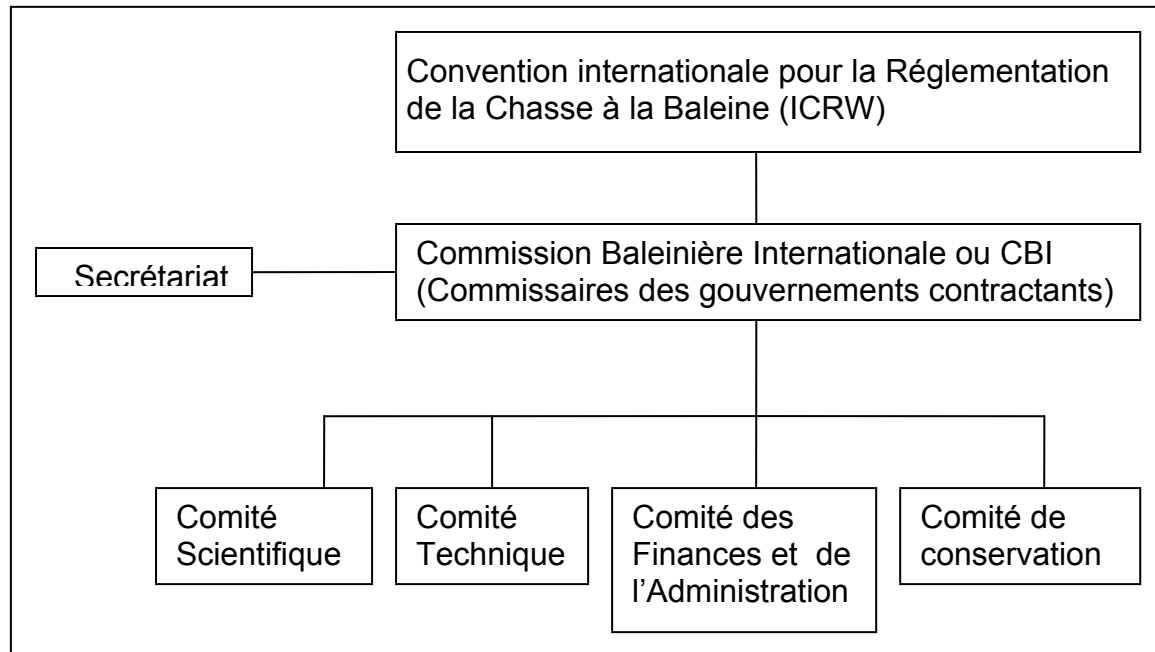 Convention internationale pour la Réglementation
de la Chasse à la Baleine (ICRW)
Commission Baleinière Internationale ou CBI
(Commissaires des gouvernements contractants)
Secrétariat
Comité
Scientifique
Comité
Technique
Comité des
Finances et de
l’Administration
Comité de
conservation